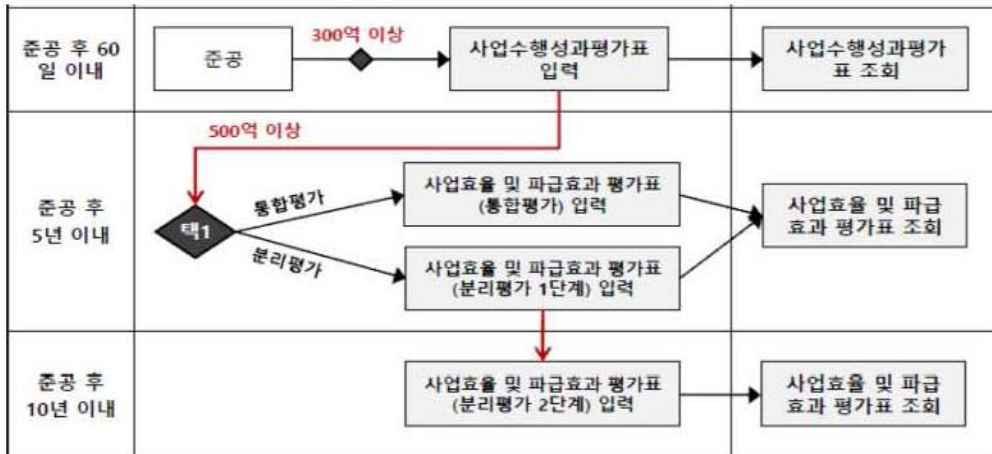 준공 후 60
일 이내
준공
300억 이상
사업수행성과평가표
입력
사업수행성과평가
표 조회
500억 이상
준공 후
5년 이내
택1
통합평가
분리평가
사업효율 및 파급효과 평가표
(통합평가) 입력
사업효율 및 파급효과 평가표
(분리평가 1단계) 입력
사업효율 및 파급
효과 평가표 조회
준공 후
10년 이내
사업효율 및 파급효과 평가표
(분리평가 2단계) 입력
사업효율 및 파급
효과 평가표 조회